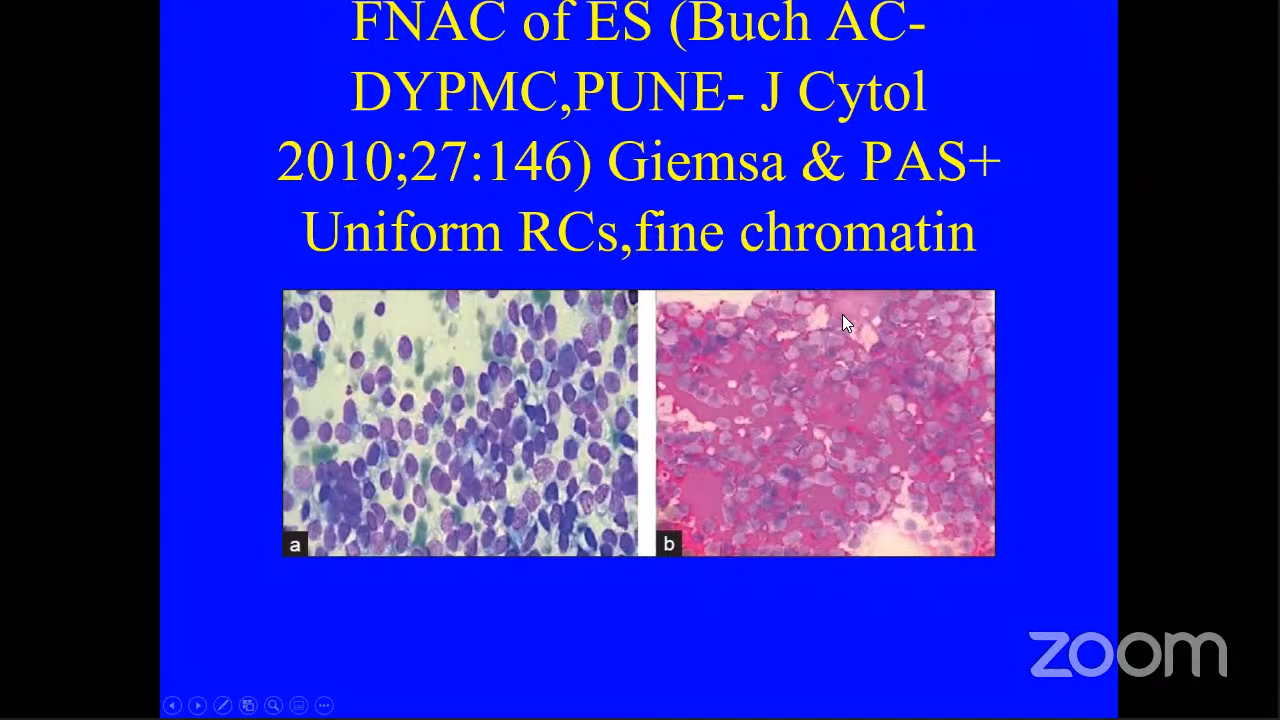 FNAC of ES (Buch AC-
DYPMC,PUNE- J Cytol
2010;27:146) Giemsa & PAS+
Uniform RCs,fine chromatin
a
b
zoom